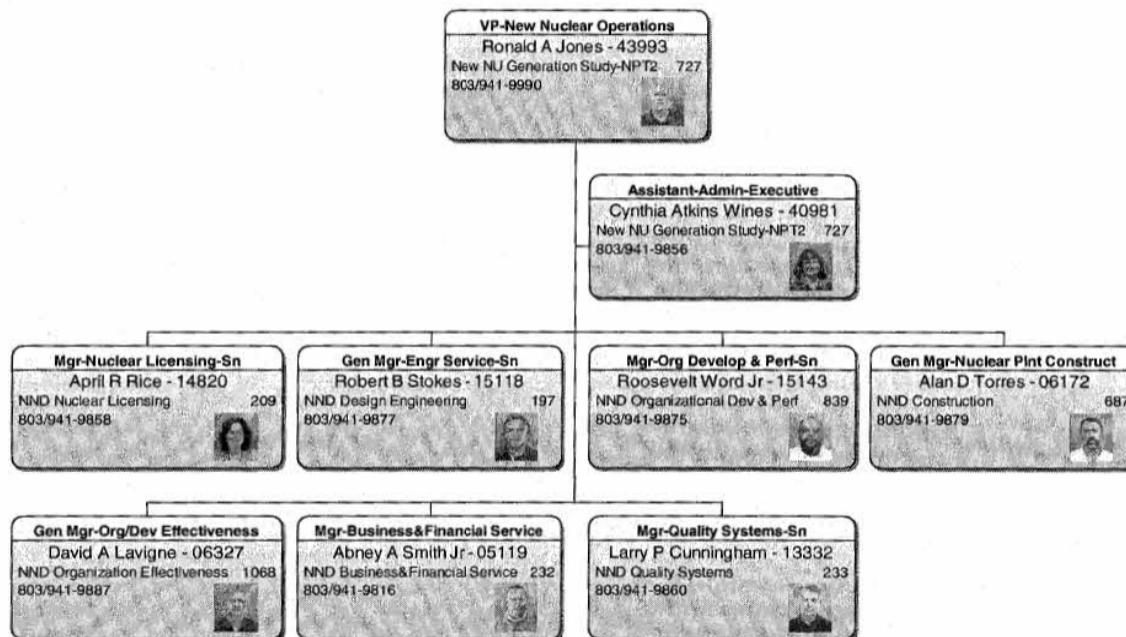 VP-New Nuclear Operations
Ronald A Jones - 43993
New NU Generation Study-NPT2 727
803/941-9990
Assistant-Admin-Executive
Cynthia Atkins Wines - 40981
New NU Generation Study-NPT2 727
803/941-9856
Mgr-Nuclear Licensing-Sn
April R Rice - 14820
NND Nuclear Licensing 209
803/941-9858
Gen Mgr-Engr Service-Sn
Robert B Stokes - 15118
NND Design Engineering 197
803/941-9877
Mgr-Org Develop & Perf-Sn
Roosevelt Word Jr - 15143
NND Organizational Dev & Perf 839
803/941-9875
Gen Mgr-Nuclear Plnt Construct
Alan D Torres - 06172
NND Construction 687
803/941-9879
Gen Mgr-Org/Dev Effectiveness
David A Lavigne - 06327
NND Organization Effectiveness 1068
803/941-9887
Mgr-Business&Financial Service
Abney A Smith Jr - 05119
NND Business&Financial Service 232
803/941-9816
Mgr-Quality Systems-Sn
Larry P Cunningham - 13332
NND Quality Systems 233
803/941-9860